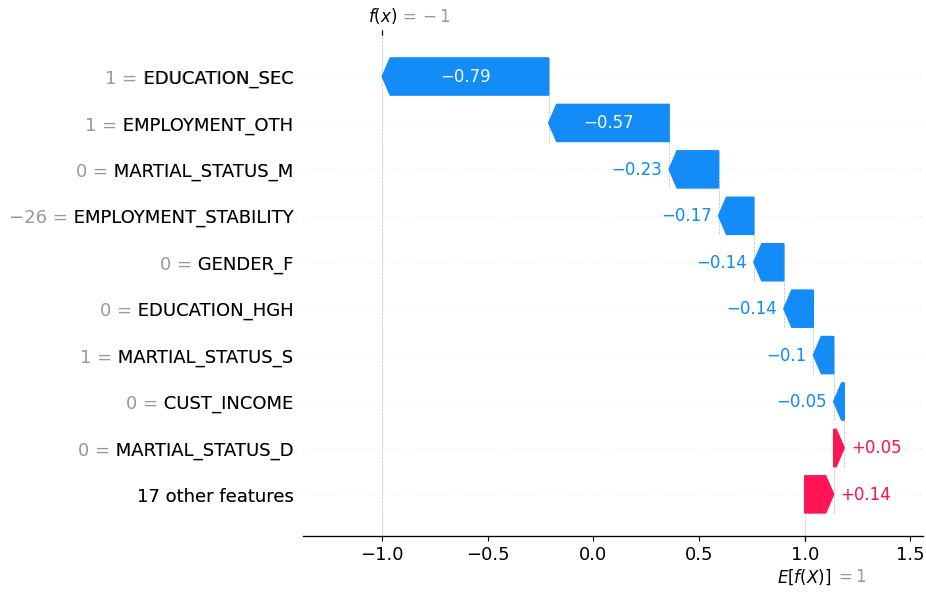 f(x) = −1
1 = EDUCATION_SEC
−0.79
1 = EMPLOYMENT_OTH
−0.57
0 = MARTIAL_STATUS_M
−0.23
−26 = EMPLOYMENT_STABILITY
−0.17
0 = GENDER_F
−0.14
0 = EDUCATION_HGH
−0.14
1 = MARTIAL_STATUS_S
−0.1
0 = CUST_INCOME
−0.05
0 = MARTIAL_STATUS_D
+0.05
17 other features
+0.14
−1.0 −0.5 0.0 0.5 1.0 1.5
E[f(X)] = 1